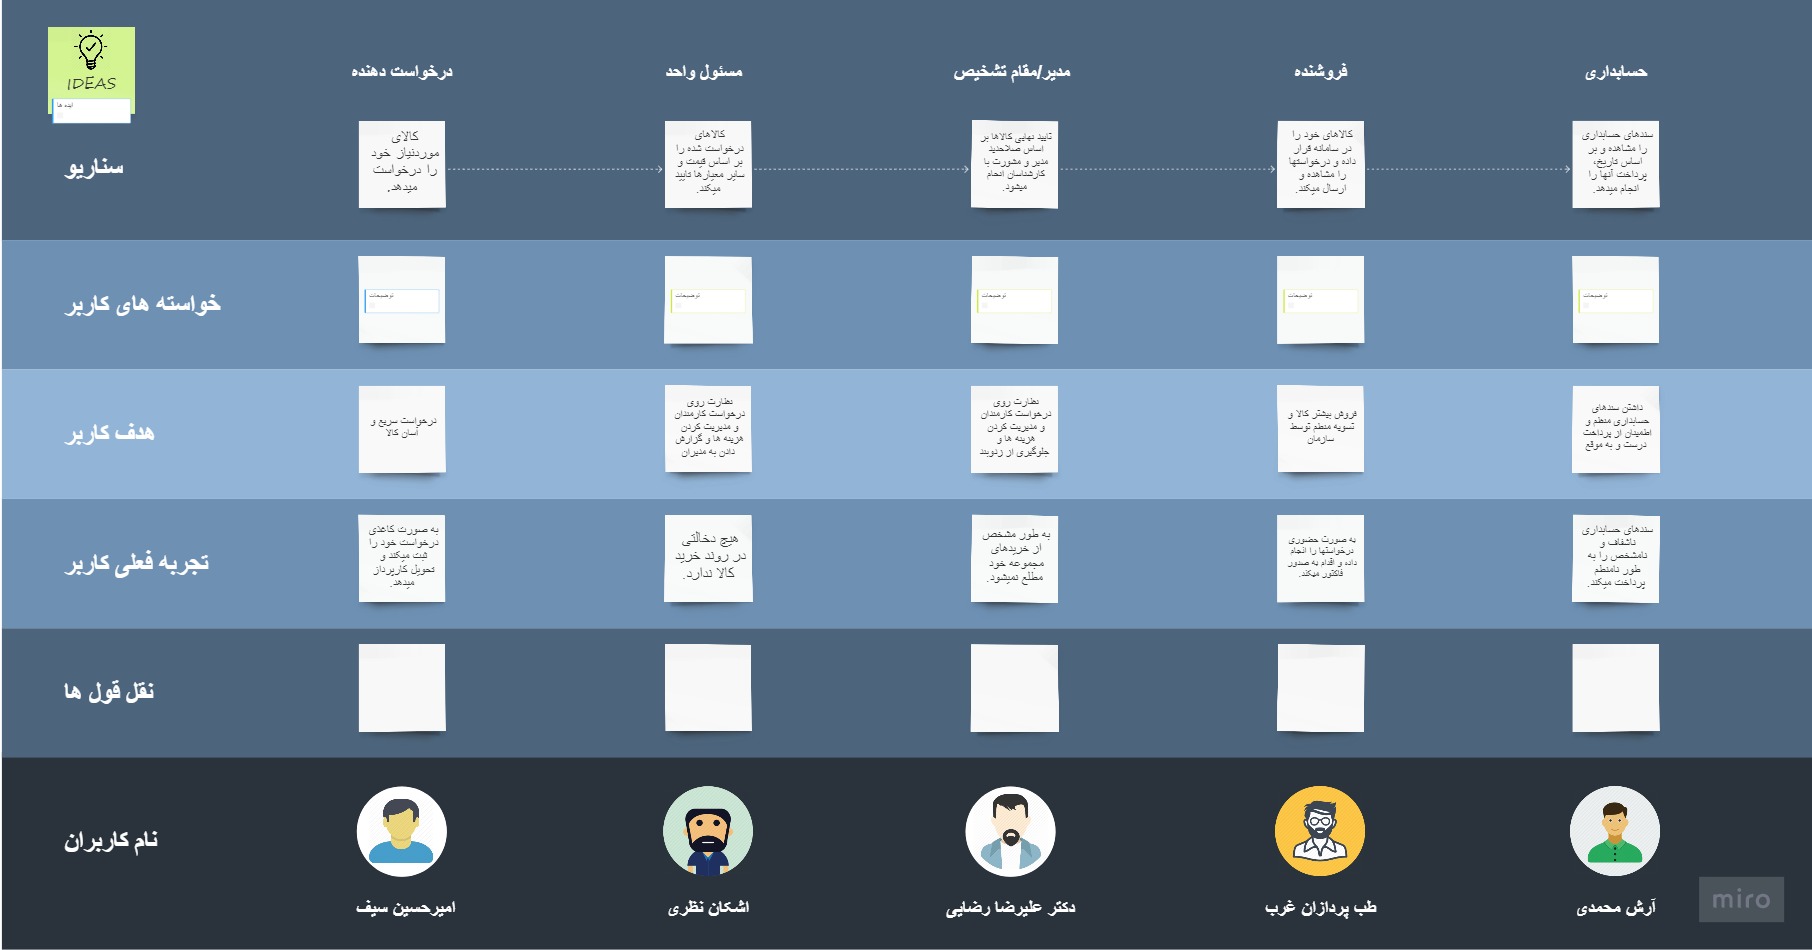 IDEAS
ایده ها
درخواست دهنده
مسئول واحد
مدیر/مقام تشخیص
فروشنده
حسابداری
سناریو
کالای
موردنیاز خود
را درخواست
میدهد.
کالاهای
درخواست شده را
بر اساس قیمت و
سایر معیارها تایید
میکند.
تایید نهایی کالاها بر
اساس صلاحدید
مدیر و مشورت با
کارشناسان انجام
میشود.
کالاهای خود را
در سامانه قرار
داده و درخواستها
را مشاهده و
ارسال میکند.
سندهای حسابداری
را مشاهده و بر
اساس تاریخ،
پرداخت آنها را
انجام میدهد.
خواسته های کاربر
توضیحات
توضیحات
توضیحات
توضیحات
توضیحات
هدف کاربر
درخواست سریع و
آسان کالا
نظارت روی
درخواست کارمندان
و مدیریت کردن
هزینه ها و گزارش
دادن به مدیران
نظارت روی
درخواست کارمندان
و مدیریت کردن
هزینه ها و
جلوگیری از زدوبند
فروش بیشتر کالا و
تسویه منظم توسط
سازمان
داشتن سندهای
حسابداری منظم و
اطمینان از پرداخت
درست و به موقع
تجربه فعلی کاربر
به صورت کاغذی
درخواست خود را
ثبت میکند و
تحویل کارپرداز
میدهد.
هیچ دخالتی
در روند خرید
کالا ندارد.
به طور مشخص
از خریدهای
مجموعه خود
مطلع نمیشود.
به صورت حضوری
درخواستها را انجام
داده و اقدام به صدور
فاکتور میکند.
سندهای حسابداری
ناشفاف و
نامشخص را به
طور نامنظم
پرداخت میکند.
نقل قول ها
نام کاربران
امیرحسین سیف
اشکان نظری
دکتر علیرضا رضایی
طب پردازان غرب
آرش محمدی
miro